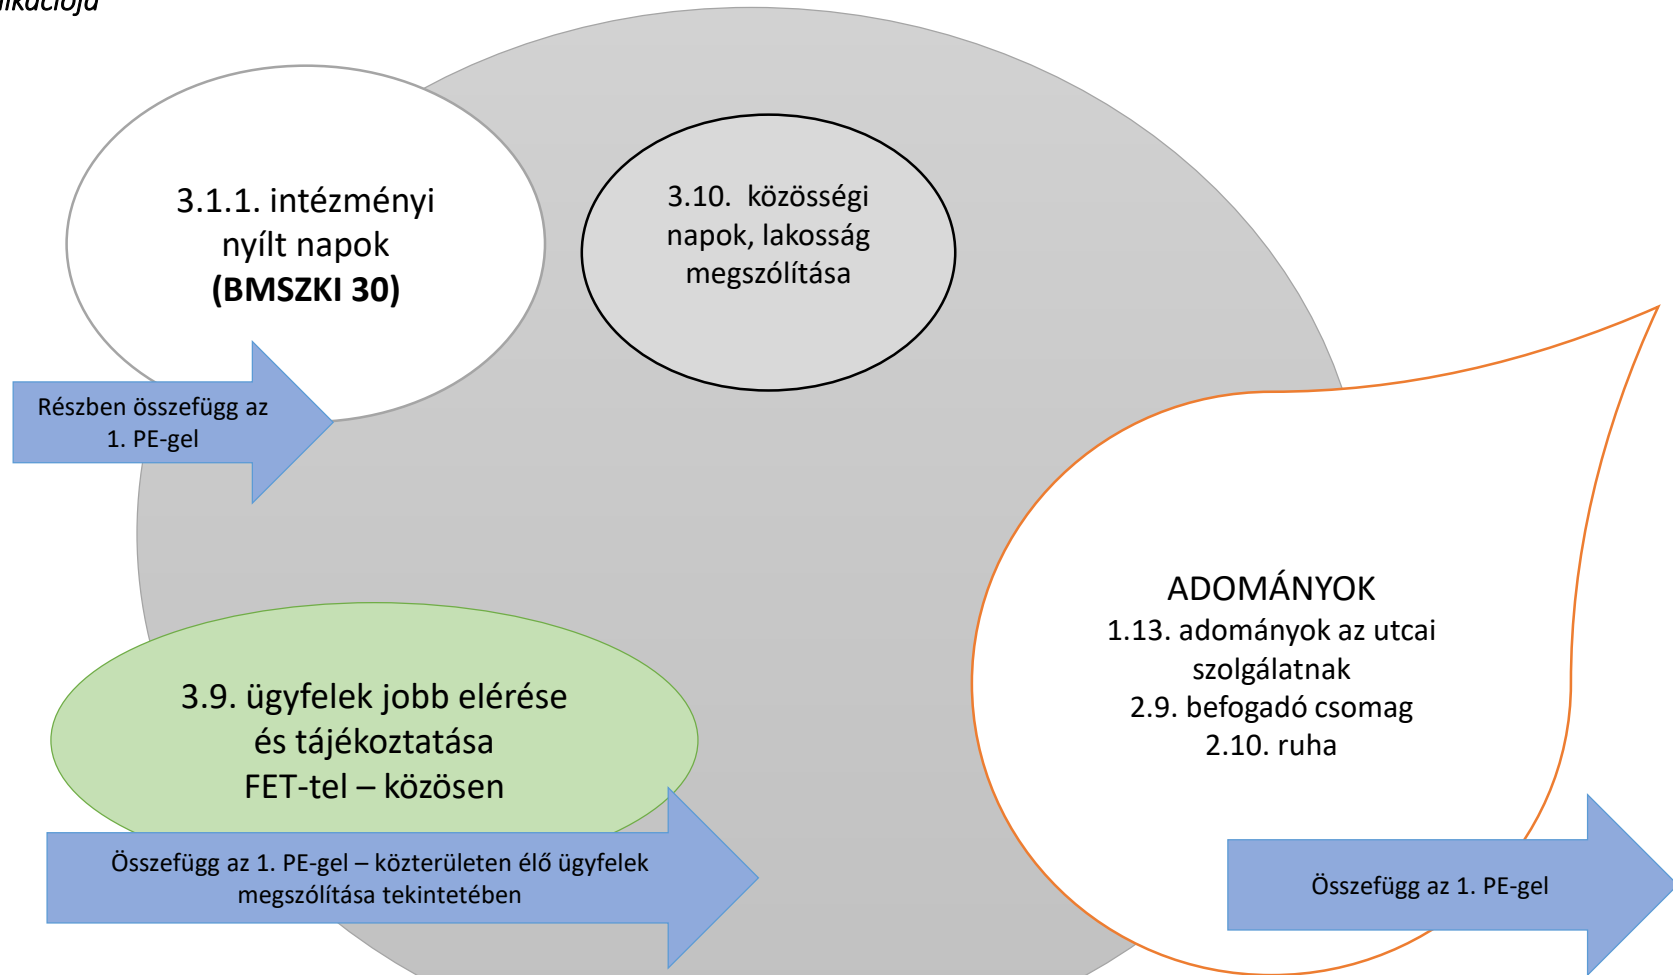 3.1.1. intézményi
nyílt napok
(BMSZKI 30)
3.10. közösségi
napok, lakosság
megszólítása
Részben összefügg az
1. PE-gel
ADOMÁNYOK
1.13. adományok az utcai
szolgálatnak
2.9. befogadó csomag
2.10. ruha
3.9. ügyfelek jobb elérése
és tájékoztatása
FET-tel – közösen
Összefügg az 1. PE-gel – közterületen élő ügyfelek
megszólítása tekintetében
Összefügg az 1. PE-gel